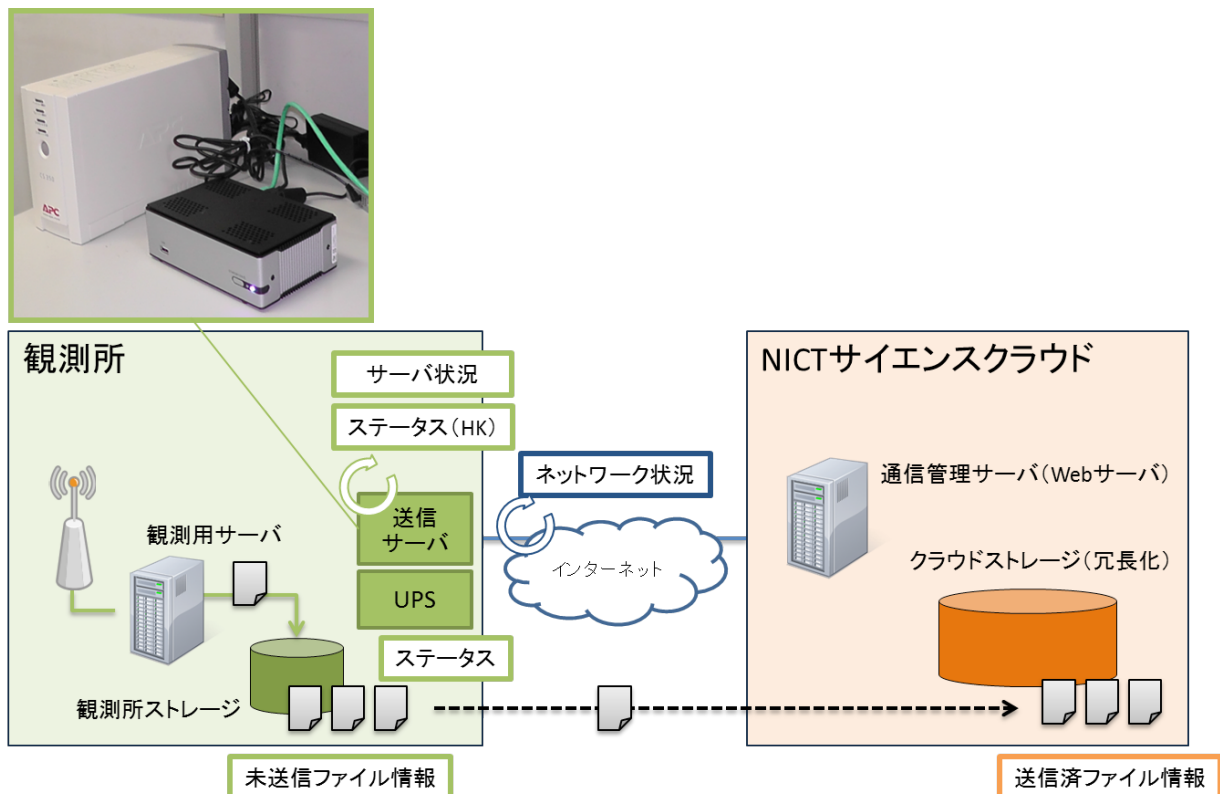 APC
観測所
サーバ状況
ステータス（HK）
ネットワーク状況
送信
サーバ
UPS
ステータス
観測用サーバ
観測所ストレージ
インターネット
NICTサイエンスクラウド
通信管理サーバ（Webサーバ）
クラウドストレージ（冗長化）
未送信ファイル情報
送信済ファイル情報